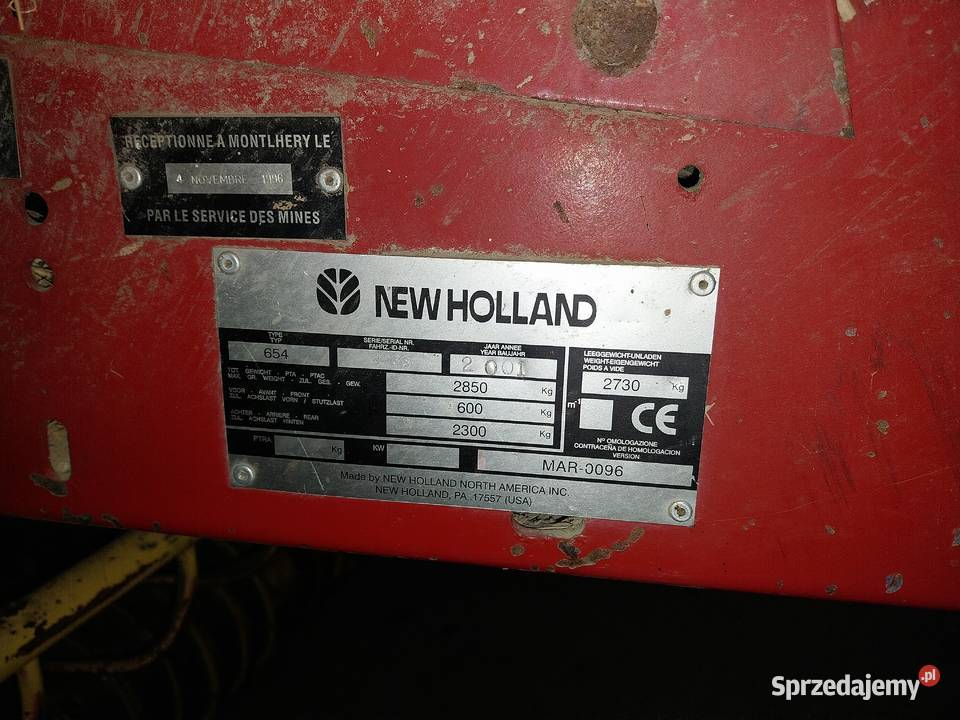 RECEPTIONNE A MONTLHERY LE
4 NOVEMBRE 1996
PAR LE SERVICE DES MINES
NEW HOLLAND
TYPE
TYP
654
SERIE/SERIAL NR.
FAHRZ.-ID-NR.
JAAR ANNEE
YEAR BAUJAHR
2001
TOT. GEWICHT - PTA - PTAC
MAX. GR. WEIGHT - ZUL. GES. - GEW.
2850 Kg
VOOR - AVANT - FRONT
ZUL. ACHSLAST VORN / STUTZLAST
600 Kg
ACHTER - ARRIERE - REAR
ZUL. ACHSLAST HINTEN
2300 Kg
PTRA Kg KW
LEEGGEWICHT-UNLADEN
WEIGHT-EIGENGEWICHT
POIDS A VIDE
2730 Kg
m⁻¹ CE
Nº OMOLOGAZIONE
CONTRACEÑA DE HOMOLOGACION
VERSION
MAR-0096
Made by NEW HOLLAND NORTH AMERICA INC.
NEW HOLLAND, PA. 17557 (USA)
Sprzedajemy.pl